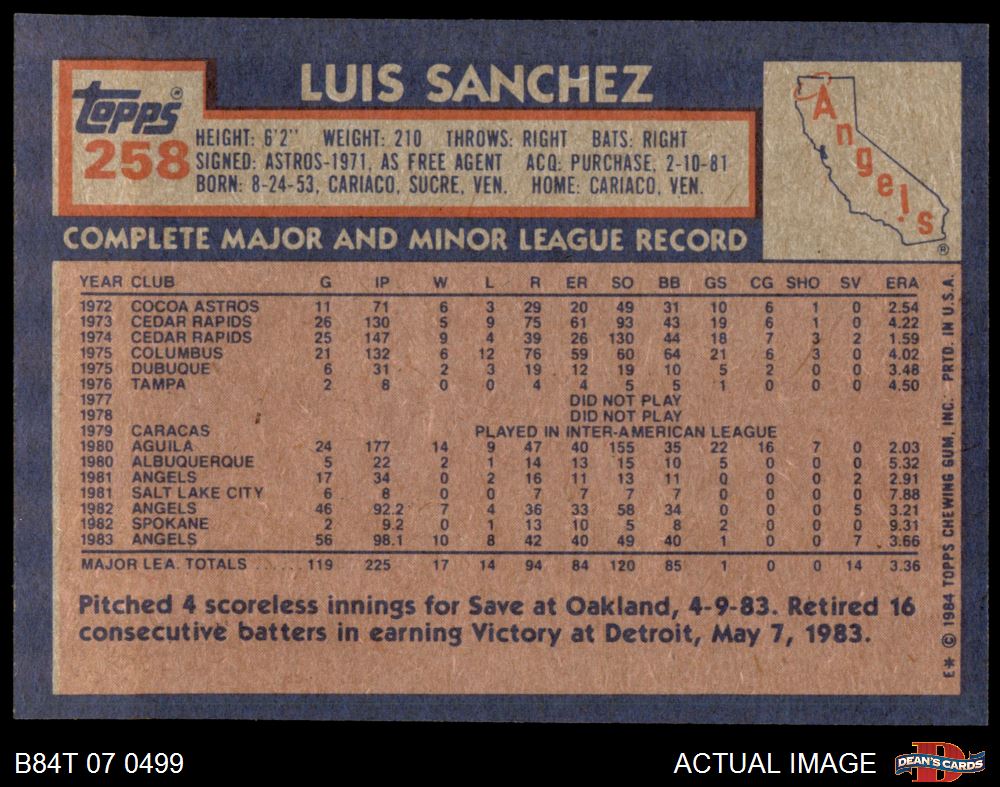 LUIS SANCHEZ
Topps®
258
HEIGHT: 6'2" WEIGHT: 210 THROWS: RIGHT BATS: RIGHT
SIGNED: ASTROS-1971, AS FREE AGENT ACQ: PURCHASE, 2-10-81
BORN: 8-24-53, CARIACO, SUCRE, VEN. HOME: CARIACO, VEN.
Angels
®
COMPLETE MAJOR AND MINOR LEAGUE RECORD
YEAR CLUB G IP W L R ER SO BB GS CG SHO SV ERA
1972 COCOA ASTROS 11 71 6 3 29 20 49 31 10 6 1 0 2.54
1973 CEDAR RAPIDS 26 130 5 9 75 61 93 43 19 6 1 0 4.22
1974 CEDAR RAPIDS 25 147 9 4 39 26 130 44 18 7 3 2 1.59
1975 COLUMBUS 21 132 6 12 76 59 60 64 21 6 3 0 4.02
1975 DUBUQUE 6 31 2 3 19 12 19 10 5 2 0 0 3.48
1976 TAMPA 2 8 0 0 4 4 5 5 1 0 0 0 4.50
1977 DID NOT PLAY
1978 DID NOT PLAY
1979 CARACAS PLAYED IN INTER-AMERICAN LEAGUE
1980 AGUILA 24 177 14 9 47 40 155 35 22 16 7 0 2.03
1980 ALBUQUERQUE 5 22 2 1 14 13 15 10 5 0 0 0 5.32
1981 ANGELS 17 34 0 2 16 11 13 11 0 0 0 2 2.91
1981 SALT LAKE CITY 6 8 0 0 7 7 7 7 0 0 0 0 7.88
1982 ANGELS 46 92.2 7 4 36 33 58 34 0 0 0 5 3.21
1982 SPOKANE 2 9.2 0 1 13 10 5 8 2 0 0 0 9.31
1983 ANGELS 56 98.1 10 8 42 40 49 40 1 0 0 7 3.66
MAJOR LEA. TOTALS ...... 119 225 17 14 94 84 120 85 1 0 0 14 3.36
Pitched 4 scoreless innings for Save at Oakland, 4-9-83. Retired 16
consecutive batters in earning Victory at Detroit, May 7, 1983.
E* © 1984 TOPPS CHEWING GUM, INC. PRTD. IN U.S.A.
B84T 07 0499
ACTUAL IMAGE
DEAN'S CARDS